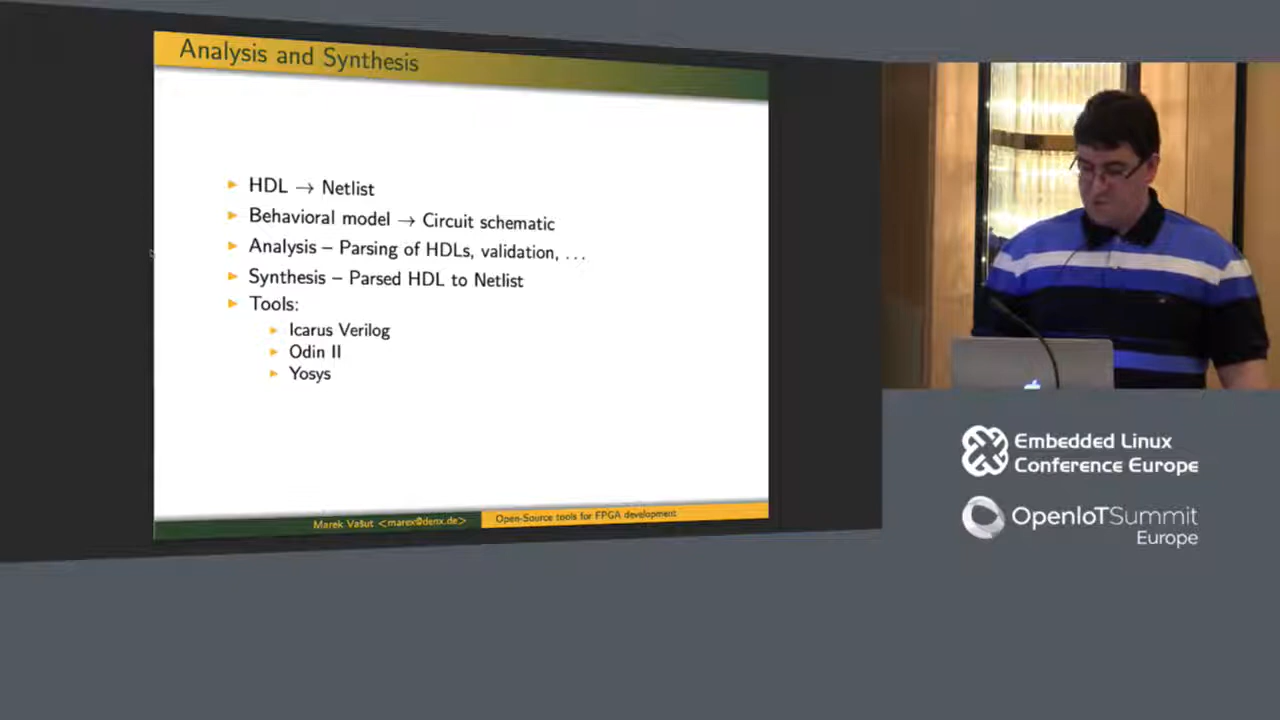 Analysis and Synthesis
HDL → Netlist
Behavioral model → Circuit schematic
Analysis – Parsing of HDLs, validation, ...
Synthesis – Parsed HDL to Netlist
Tools:
Icarus Verilog
Odin II
Yosys
Marek Vašut <marex@denx.de>
Open-Source tools for FPGA development
Embedded Linux
Conference Europe
OpenIoTSummit
Europe